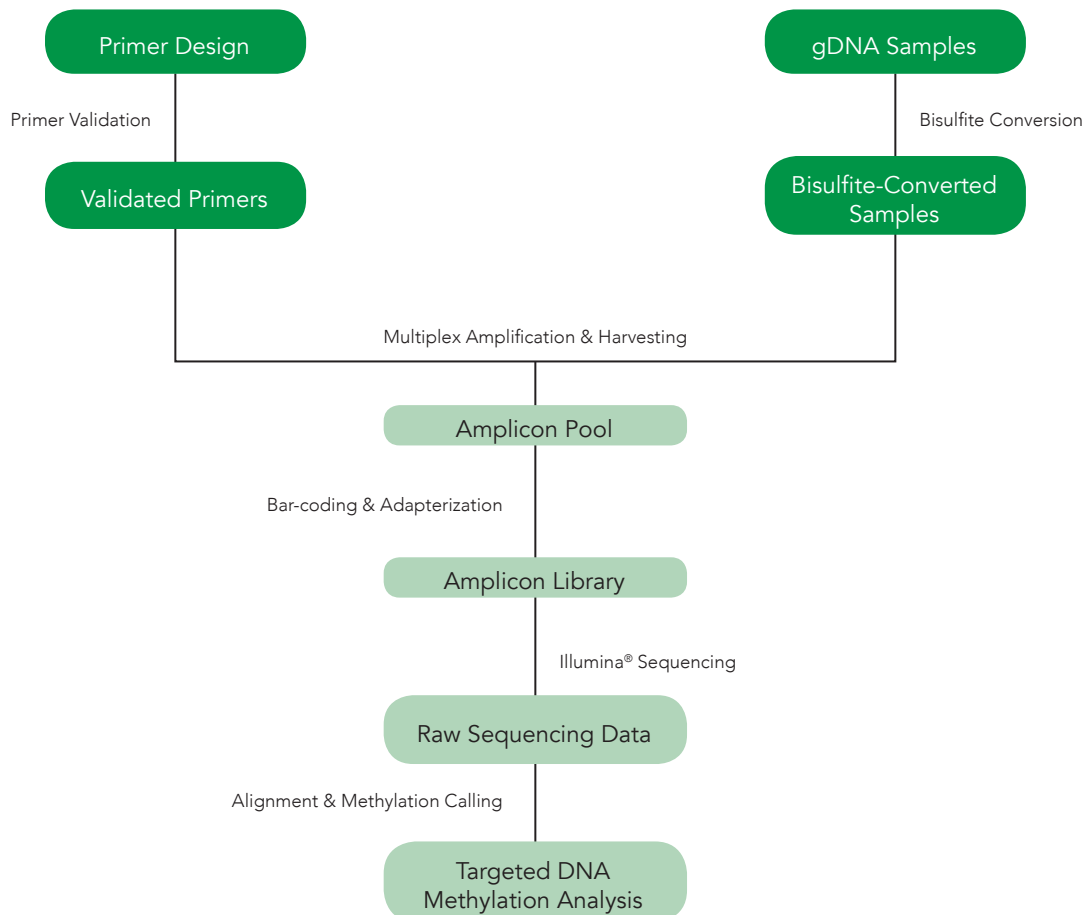 Primer Design
gDNA Samples
Primer Validation
Bisulfite Conversion
Validated Primers
Bisulfite-Converted
Samples
Multiplex Amplification & Harvesting
Amplicon Pool
Bar-coding & Adapterization
Amplicon Library
Illumina® Sequencing
Raw Sequencing Data
Alignment & Methylation Calling
Targeted DNA
Methylation Analysis